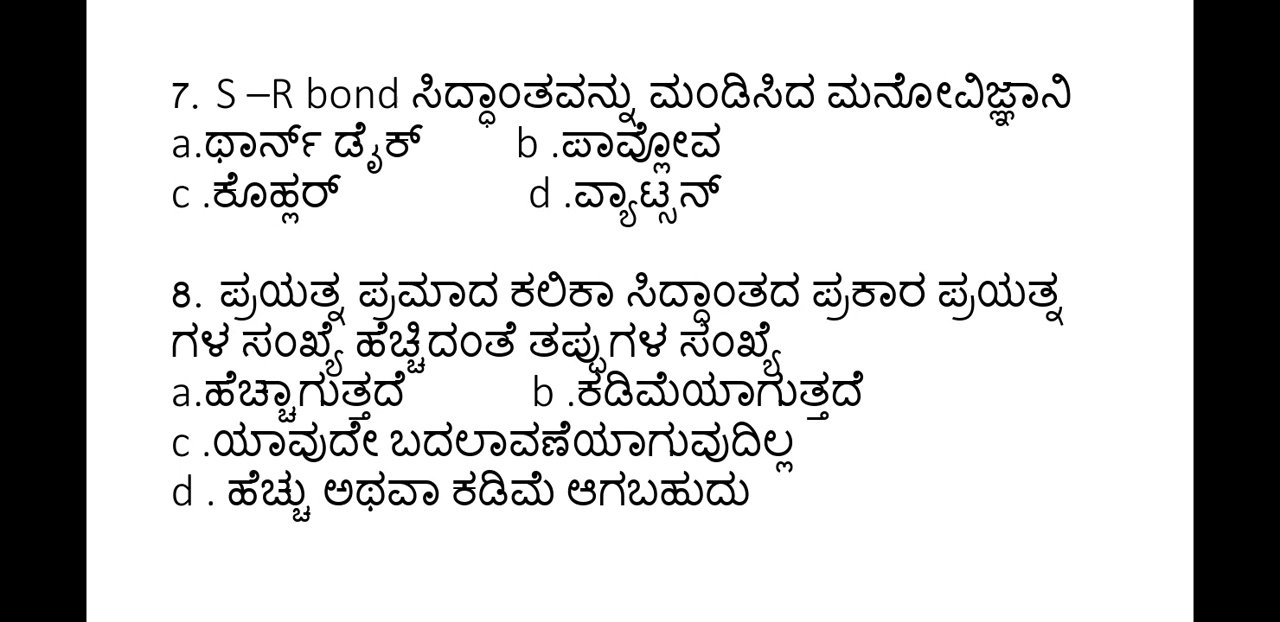 7. S –R bond ಸಿದ್ಧಾಂತವನ್ನು ಮಂಡಿಸಿದ ಮನೋವಿಜ್ಞಾನಿ
a.ಥಾರ್ನ್ ಡೈಕ್ b .ಪಾವ್ಲೋವ
c .ಕೊಹ್ಲರ್ d .ವ್ಯಾಟ್ಸನ್
8. ಪ್ರಯತ್ನ ಪ್ರಮಾದ ಕಲಿಕಾ ಸಿದ್ಧಾಂತದ ಪ್ರಕಾರ ಪ್ರಯತ್ನ
ಗಳ ಸಂಖ್ಯೆ ಹೆಚ್ಚಿದಂತೆ ತಪ್ಪುಗಳ ಸಂಖ್ಯೆ
a.ಹೆಚ್ಚಾಗುತ್ತದೆ b .ಕಡಿಮೆಯಾಗುತ್ತದೆ
c .ಯಾವುದೇ ಬದಲಾವಣೆಯಾಗುವುದಿಲ್ಲ
d . ಹೆಚ್ಚು ಅಥವಾ ಕಡಿಮೆ ಆಗಬಹುದು